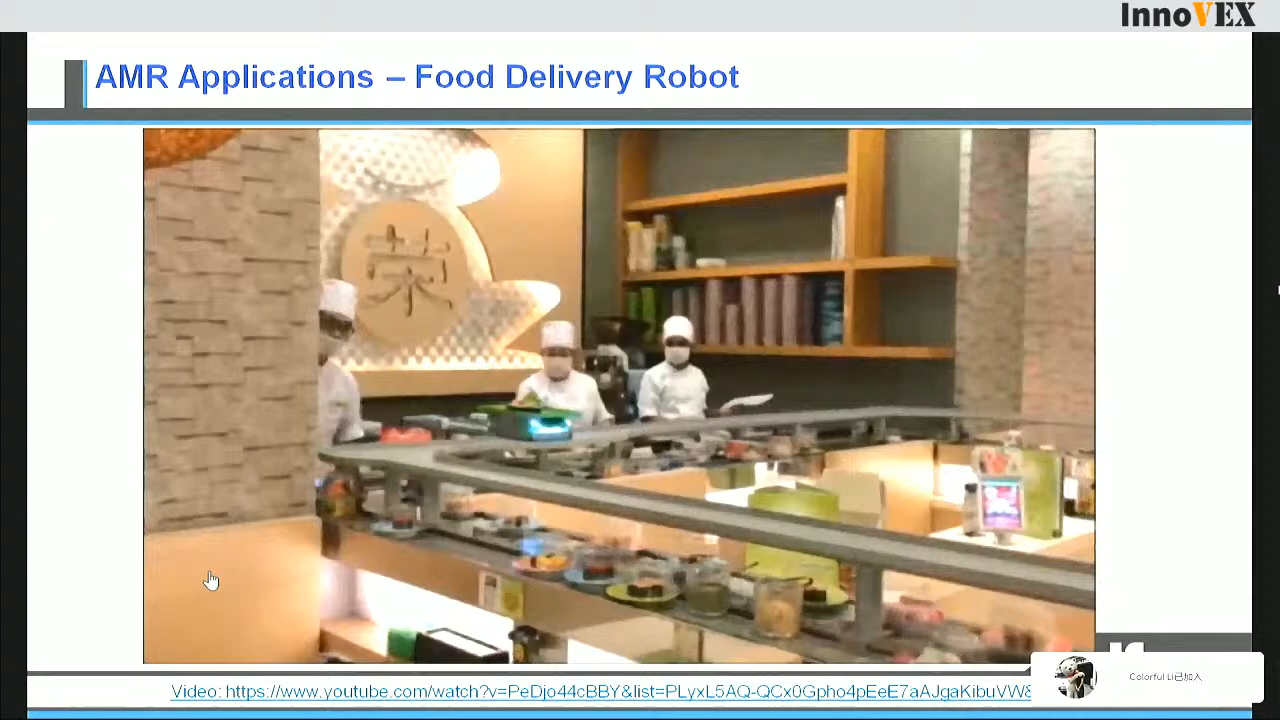 InnoVEX
AMR Applications – Food Delivery Robot
荣
Video: https://www.youtube.com/watch?v=PeDjo44cBBY&list=PLyxL5AQ-QCx0Gpho4pEeE7aAJgaKibuVW8
Colorful Li已加入